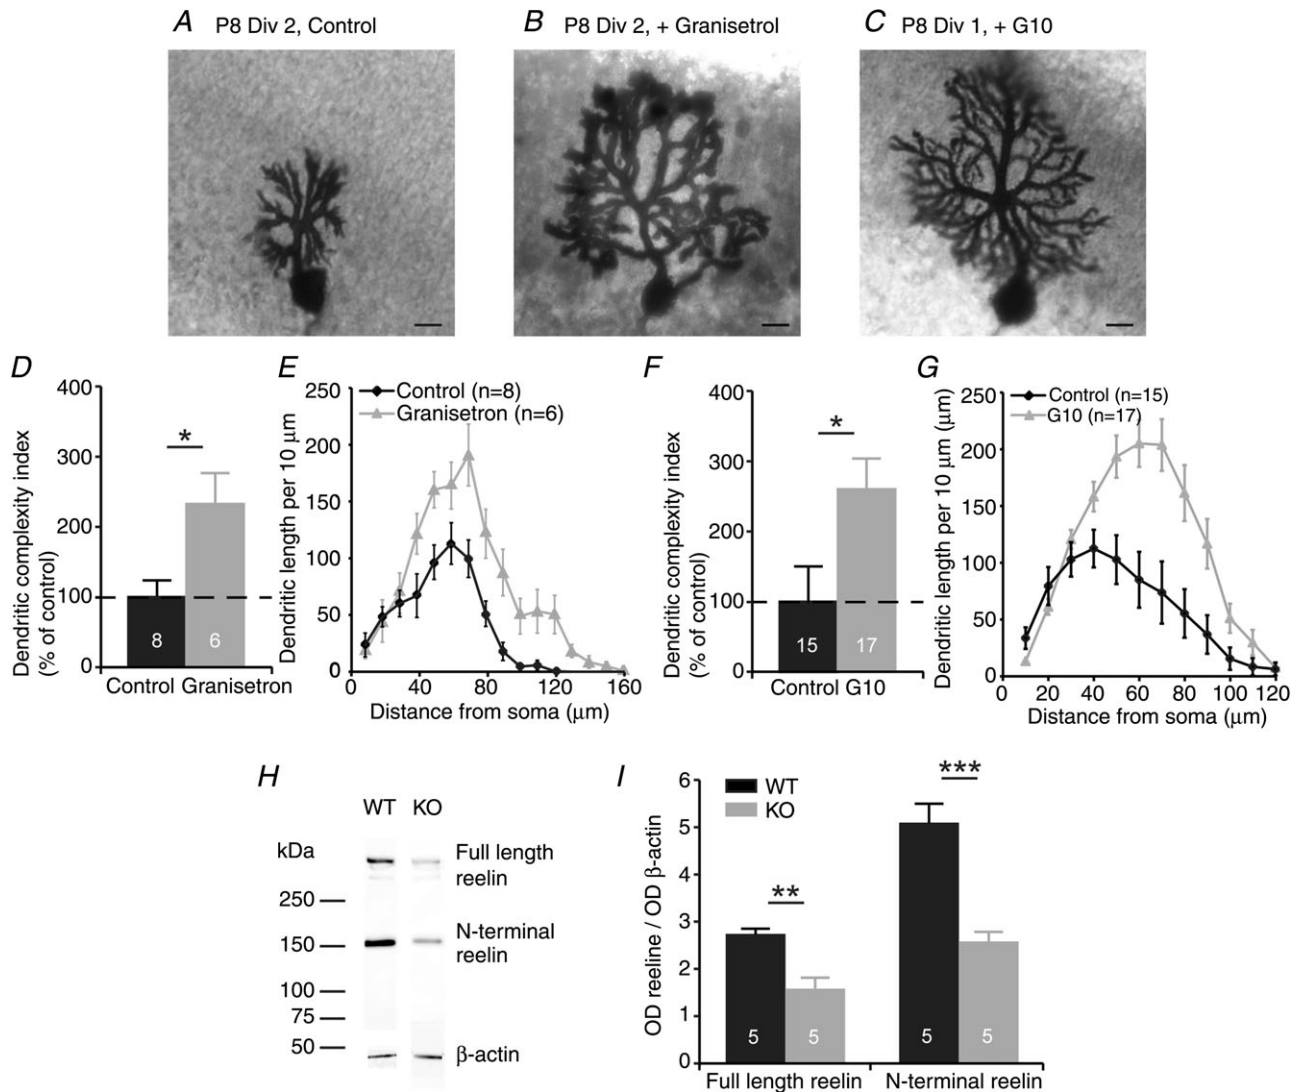 A P8 Div 2, Control
B P8 Div 2, + Granisetrol
C P8 Div 1, + G10
D
Dendritic complexity index
(% of control)
400
300
200
100
0
*
8
6
Control Granisetron
E
Dendritic length per 10 μm
250
200
150
100
50
0
Control (n=8)
Granisetron (n=6)
0 40 80 120 160
Distance from soma (μm)
F
Dendritic complexity index
(% of control)
400
300
200
100
0
*
15
17
Control G10
G
Dendritic length per 10 μm (μm)
250
200
150
100
50
0
Control (n=15)
G10 (n=17)
0 20 40 60 80 100 120
Distance from soma (μm)
H
WT KO
kDa
250
150
100
75
50
Full length
reelin
N-terminal
reelin
β-actin
I
OD reeline / OD β-actin
6
5
4
3
2
1
0
WT
KO
**
***
5
5
5
5
Full length reelin
N-terminal reelin